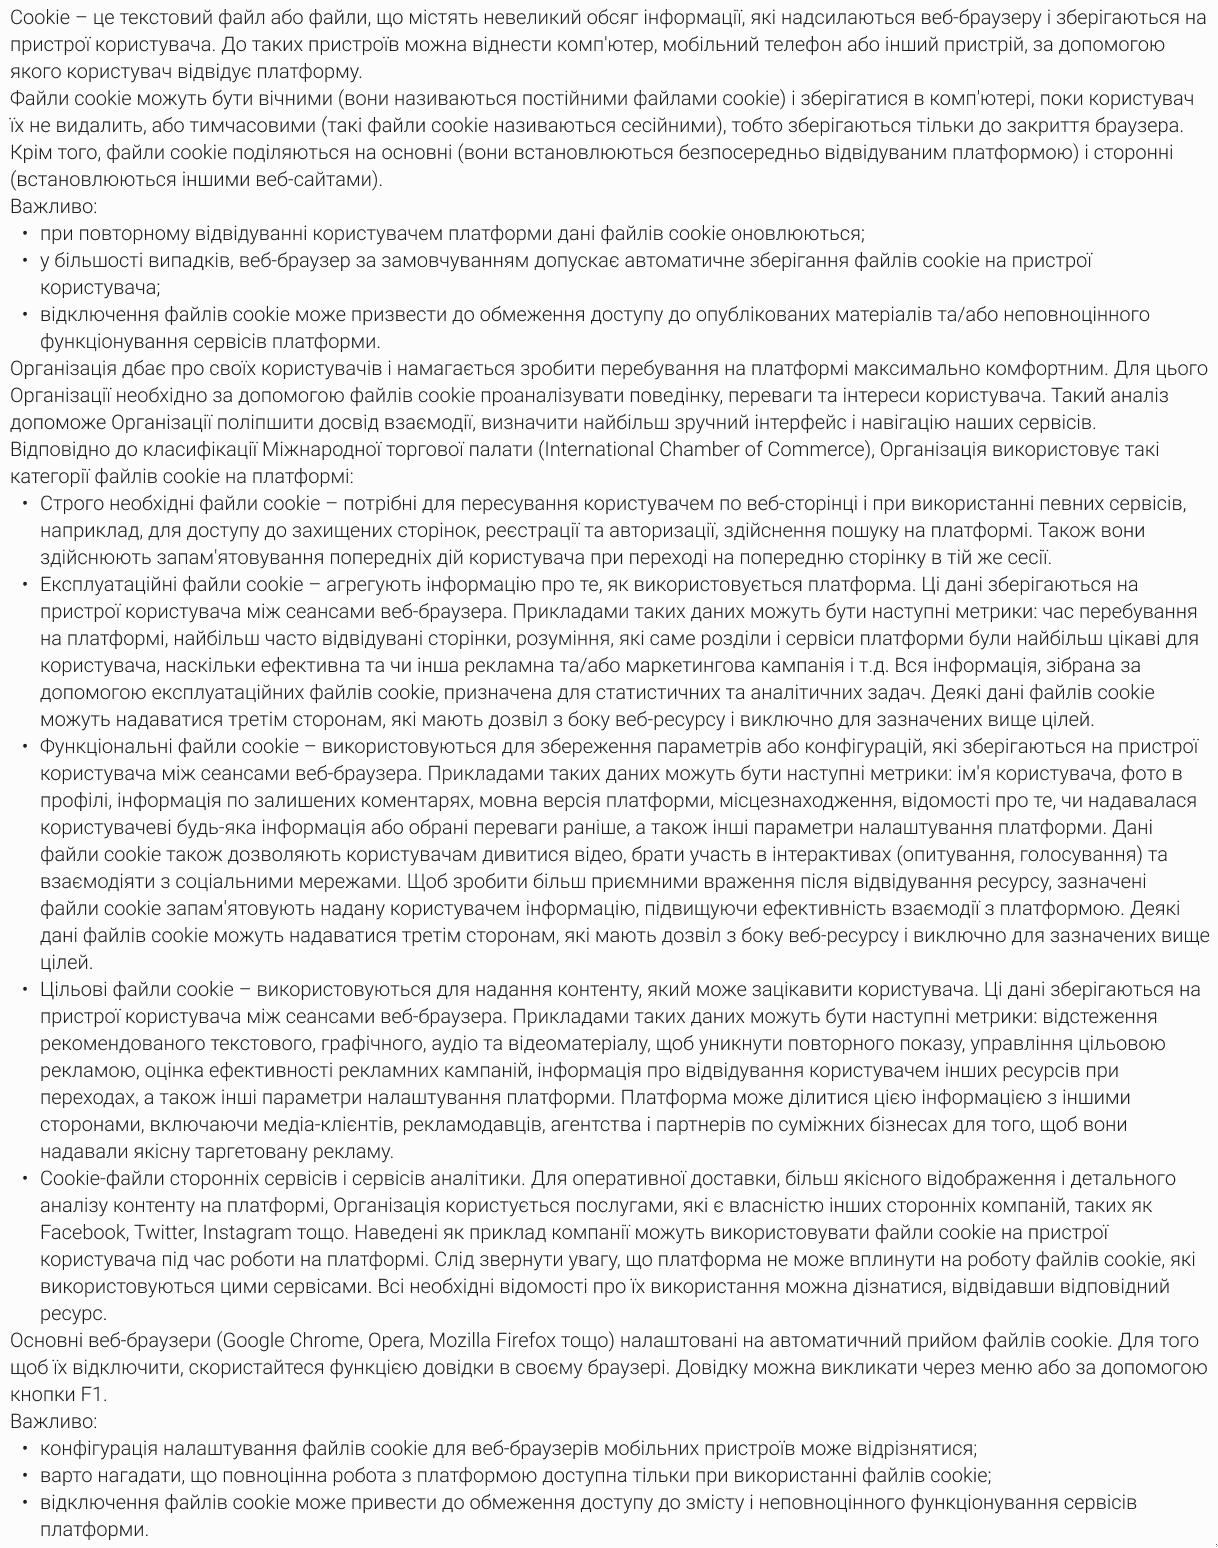 Cookie – це текстовий файл або файли, що містять невеликий обсяг інформації, які надсилаються веб-браузеру і зберігаються на
пристрої користувача. До таких пристроїв можна віднести комп'ютер, мобільний телефон або інший пристрій, за допомогою
якого користувач відвідує платформу.
Файли cookie можуть бути вічними (вони називаються постійними файлами cookie) і зберігатися в комп'ютері, поки користувач
їх не видалить, або тимчасовими (такі файли cookie називаються сесійними), тобто зберігаються тільки до закриття браузера.
Крім того, файли cookie поділяються на основні (вони встановлюються безпосередньо відвідуваним платформою) і сторонні
(встановлюються іншими веб-сайтами).
Важливо:
• при повторному відвідуванні користувачем платформи дані файлів cookie оновлюються;
• у більшості випадків, веб-браузер за замовчуванням допускає автоматичне зберігання файлів cookie на пристрої
користувача;
• відключення файлів cookie може призвести до обмеження доступу до опублікованих матеріалів та/або неповноцінного
функціонування сервісів платформи.
Організація дбає про своїх користувачів і намагається зробити перебування на платформі максимально комфортним. Для цього
Організації необхідно за допомогою файлів cookie проаналізувати поведінку, переваги та інтереси користувача. Такий аналіз
допоможе Організації поліпшити досвід взаємодії, визначити найбільш зручний інтерфейс і навігацію наших сервісів.
Відповідно до класифікації Міжнародної торгової палати (International Chamber of Commerce), Організація використовує такі
категорії файлів cookie на платформі:
• Строго необхідні файли cookie – потрібні для пересування користувачем по веб-сторінці і при використанні певних сервісів,
наприклад, для доступу до захищених сторінок, реєстрації та авторизації, здійснення пошуку на платформі. Також вони
здійснюють запам'ятовування попередніх дій користувача при переході на попередню сторінку в тій же сесії.
• Експлуатаційні файли cookie – агрегують інформацію про те, як використовується платформа. Ці дані зберігаються на
пристрої користувача між сеансами веб-браузера. Прикладами таких даних можуть бути наступні метрики: час перебування
на платформі, найбільш часто відвідувані сторінки, розуміння, які саме розділи і сервіси платформи були найбільш цікаві для
користувача, наскільки ефективна та чи інша рекламна та/або маркетингова кампанія і т.д. Вся інформація, зібрана за
допомогою експлуатаційних файлів cookie, призначена для статистичних та аналітичних задач. Деякі дані файлів cookie
можуть надаватися третім сторонам, які мають дозвіл з боку веб-ресурсу і виключно для зазначених вище цілей.
• Функціональні файли cookie – використовуються для збереження параметрів або конфігурацій, які зберігаються на пристрої
користувача між сеансами веб-браузера. Прикладами таких даних можуть бути наступні метрики: ім'я користувача, фото в
профілі, інформація по залишених коментарях, мовна версія платформи, місцезнаходження, відомості про те, чи надавалася
користувачеві будь-яка інформація або обрані переваги раніше, а також інші параметри налаштування платформи. Дані
файли cookie також дозволяють користувачам дивитися відео, брати участь в інтерактивах (опитування, голосування) та
взаємодіяти з соціальними мережами. Щоб зробити більш приємними враження після відвідування ресурсу, зазначені
файли cookie запам'ятовують надану користувачем інформацію, підвищуючи ефективність взаємодії з платформою. Деякі
дані файлів cookie можуть надаватися третім сторонам, які мають дозвіл з боку веб-ресурсу і виключно для зазначених вище
цілей.
• Цільові файли cookie – використовуються для надання контенту, який може зацікавити користувача. Ці дані зберігаються на
пристрої користувача між сеансами веб-браузера. Прикладами таких даних можуть бути наступні метрики: відстеження
рекомендованого текстового, графічного, аудіо та відеоматеріалу, щоб уникнути повторного показу, управління цільовою
рекламою, оцінка ефективності рекламних кампаній, інформація про відвідування користувачем інших ресурсів при
переходах, а також інші параметри налаштування платформи. Платформа може ділитися цією інформацією з іншими
сторонами, включаючи медіа-клієнтів, рекламодавців, агентства і партнерів по суміжних бізнесах для того, щоб вони
надавали якісну таргетовану рекламу.
• Cookie-файли сторонніх сервісів і сервісів аналітики. Для оперативної доставки, більш якісного відображення і детального
аналізу контенту на платформі, Організація користується послугами, які є власністю інших сторонніх компаній, таких як
Facebook, Twitter, Instagram тощо. Наведені як приклад компанії можуть використовувати файли cookie на пристрої
користувача під час роботи на платформі. Слід звернути увагу, що платформа не може вплинути на роботу файлів cookie, які
використовуються цими сервісами. Всі необхідні відомості про їх використання можна дізнатися, відвідавши відповідний
ресурс.
Основні веб-браузери (Google Chrome, Opera, Mozilla Firefox тощо) налаштовані на автоматичний прийом файлів cookie. Для того
щоб їх відключити, скористайтеся функцією довідки в своєму браузері. Довідку можна викликати через меню або за допомогою
кнопки F1.
Важливо:
• конфігурація налаштування файлів cookie для веб-браузерів мобільних пристроїв може відрізнятися;
• варто нагадати, що повноцінна робота з платформою доступна тільки при використанні файлів cookie;
• відключення файлів cookie може привести до обмеження доступу до змісту і неповноцінного функціонування сервісів
платформи.